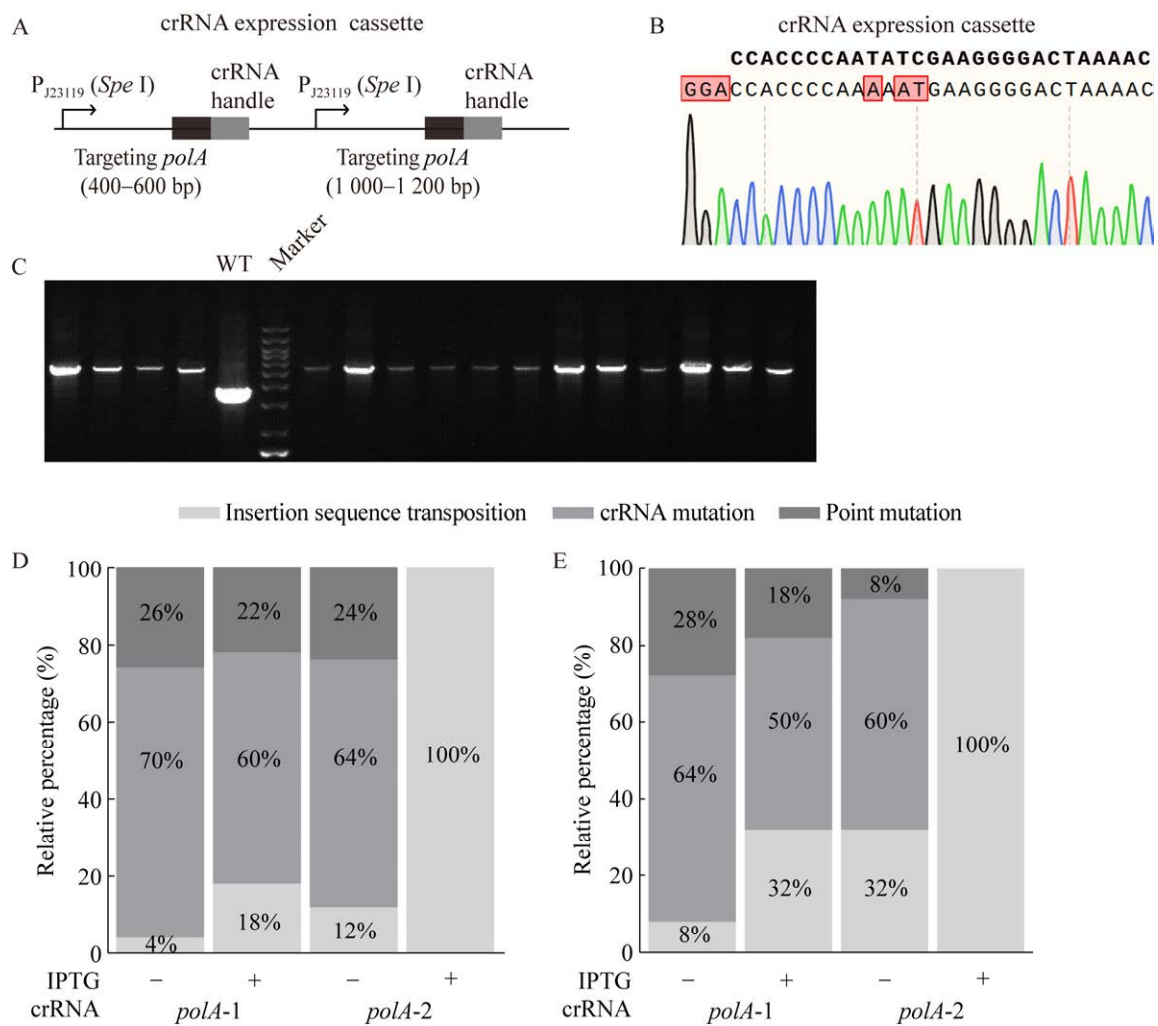 A
crRNA expression cassette
P_J23119 (Spe I)
crRNA
handle
P_J23119 (Spe I)
crRNA
handle
Targeting polA
(400–600 bp)
Targeting polA
(1 000–1 200 bp)
B
crRNA expression cassette
CCACCCCAATATCGAAGGGGACTAAAAC
GGACCACCCCAAAAATGAAGGGGACTAAAAC
C
WT
Marker
Insertion sequence transposition
crRNA mutation
Point mutation
D
Relative percentage (%)
100
80
60
40
20
0
26%
22%
24%
70%
60%
64%
100%
4%
18%
12%
IPTG
−
+
−
+
crRNA
polA-1
polA-2
E
Relative percentage (%)
100
80
60
40
20
0
28%
18%
8%
64%
50%
60%
100%
8%
32%
32%
IPTG
−
+
−
+
crRNA
polA-1
polA-2